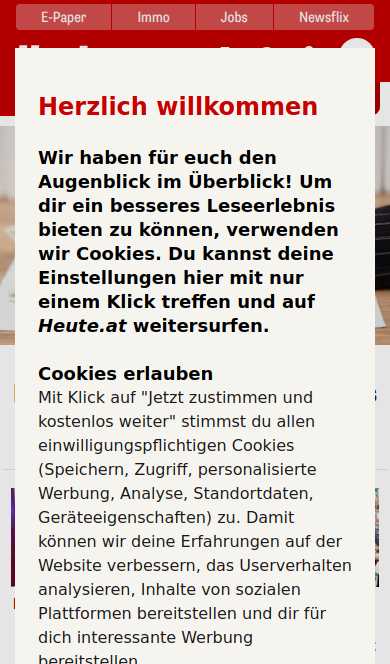 E-Paper
Immo
Jobs
Newsflix
Herzlich willkommen
Wir haben für euch den
Augenblick im Überblick! Um
dir ein besseres Leseerlebnis
bieten zu können, verwenden
wir Cookies. Du kannst deine
Einstellungen hier mit nur
einem Klick treffen und auf
Heute.at weitersurfen.
Cookies erlauben
Mit Klick auf "Jetzt zustimmen und
kostenlos weiter" stimmst du allen
einwilligungspflichtigen Cookies
(Speichern, Zugriff, personalisierte
Werbung, Analyse, Standortdaten,
Geräteeigenschaften) zu. Damit
können wir deine Erfahrungen auf der
Website verbessern, das Userverhalten
analysieren, Inhalte von sozialen
Plattformen bereitstellen und dir für
dich interessante Werbung
bereitstellen